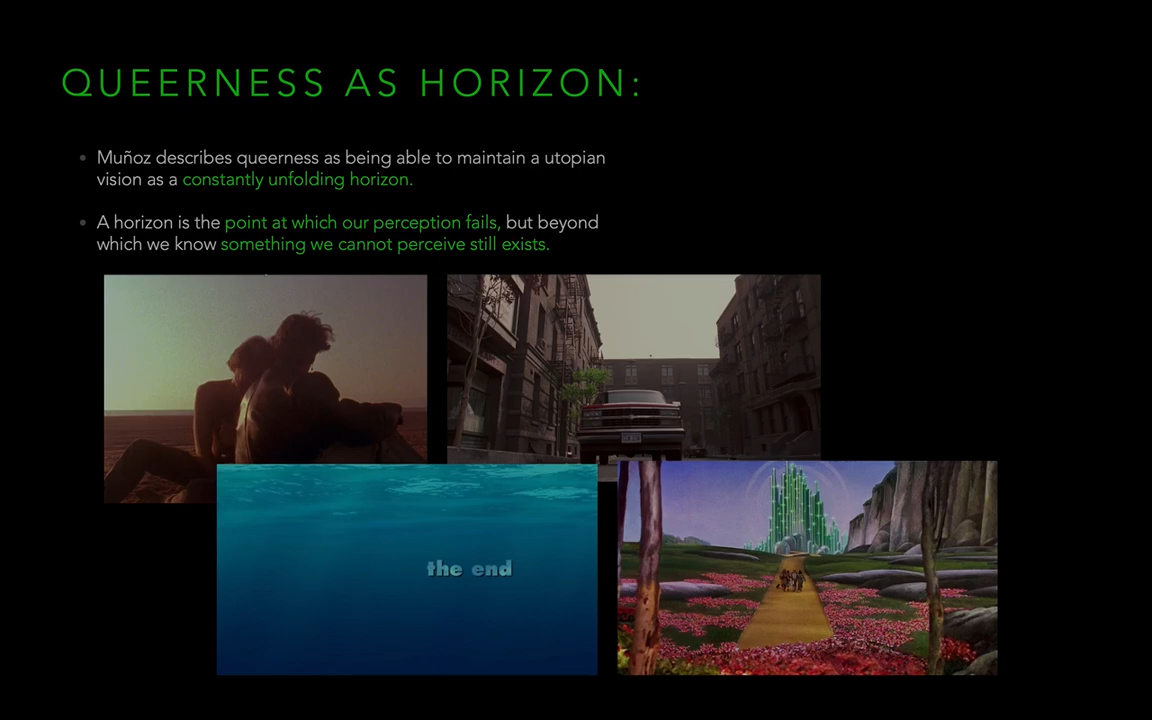 QUEERNESS AS HORIZON:
Muñoz describes queerness as being able to maintain a utopian
vision as a constantly unfolding horizon.
A horizon is the point at which our perception fails, but beyond
which we know something we cannot perceive still exists.
the end